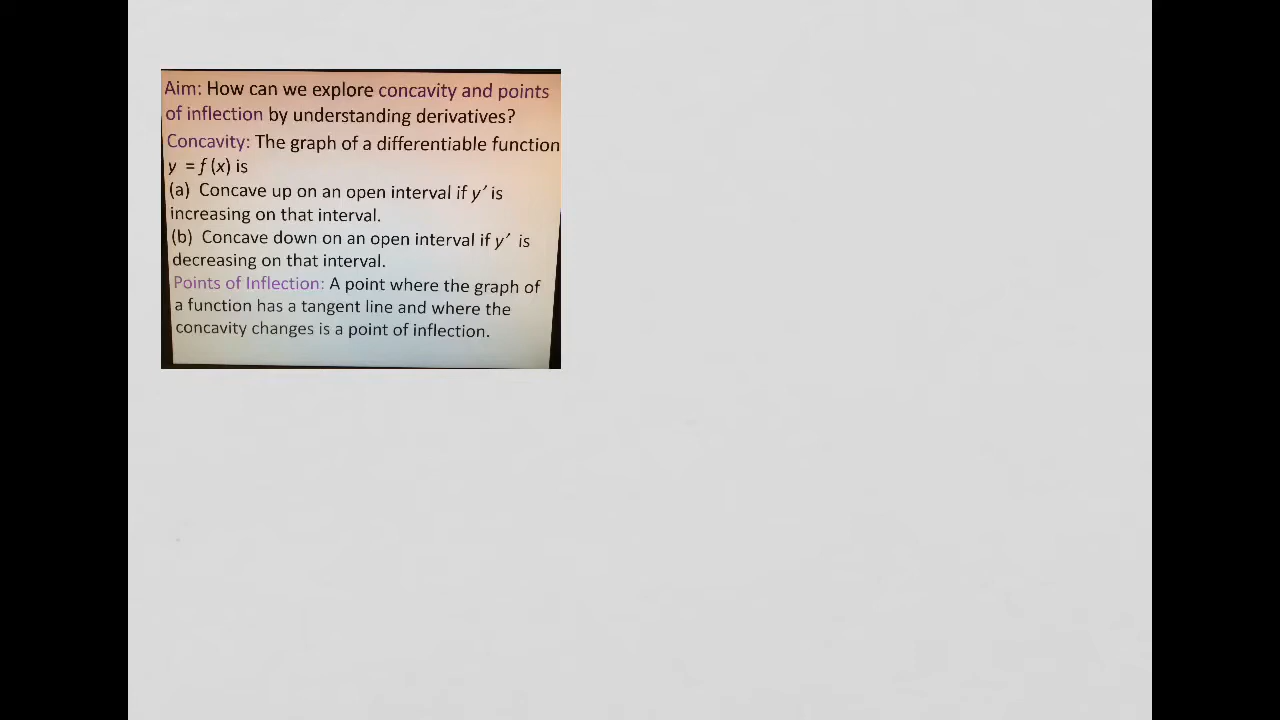 Aim: How can we explore concavity and points
of inflection by understanding derivatives?
Concavity: The graph of a differentiable function
y = f (x) is
(a) Concave up on an open interval if y′ is
increasing on that interval.
(b) Concave down on an open interval if y′ is
decreasing on that interval.
Points of Inflection: A point where the graph of
a function has a tangent line and where the
concavity changes is a point of inflection.